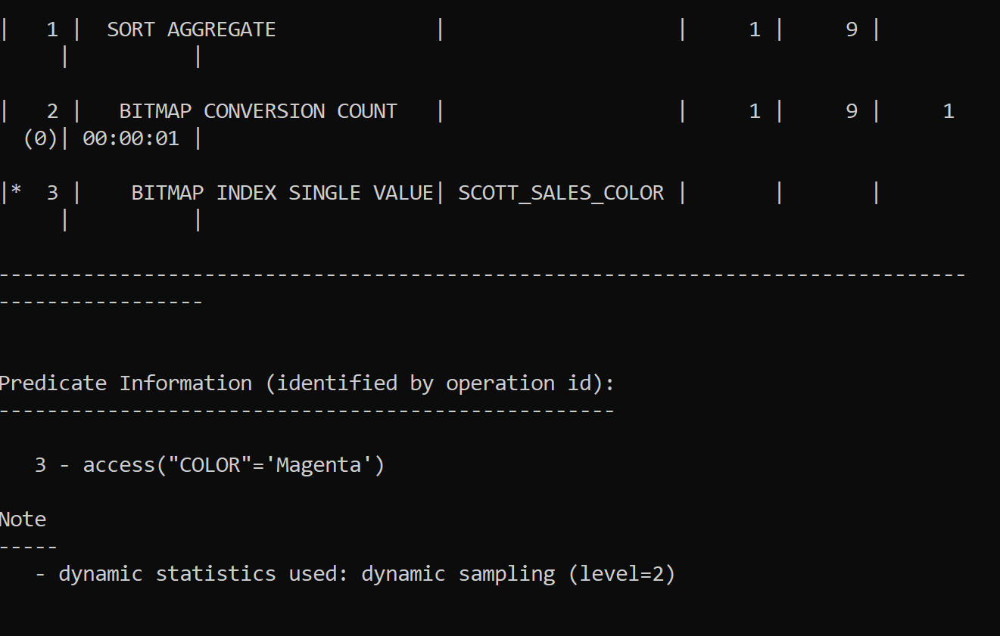 |   1 |  SORT AGGREGATE             |                   |     1 |     9 |
     |          |
|   2 |   BITMAP CONVERSION COUNT   |                   |     1 |     9 |     1
  (0)| 00:00:01 |
|*  3 |    BITMAP INDEX SINGLE VALUE| SCOTT_SALES_COLOR |       |       |
     |          |
--------------------------------------------------------------------------------
-----------------
Predicate Information (identified by operation id):
---------------------------------------------------
   3 - access("COLOR"='Magenta')
Note
-----
   - dynamic statistics used: dynamic sampling (level=2)